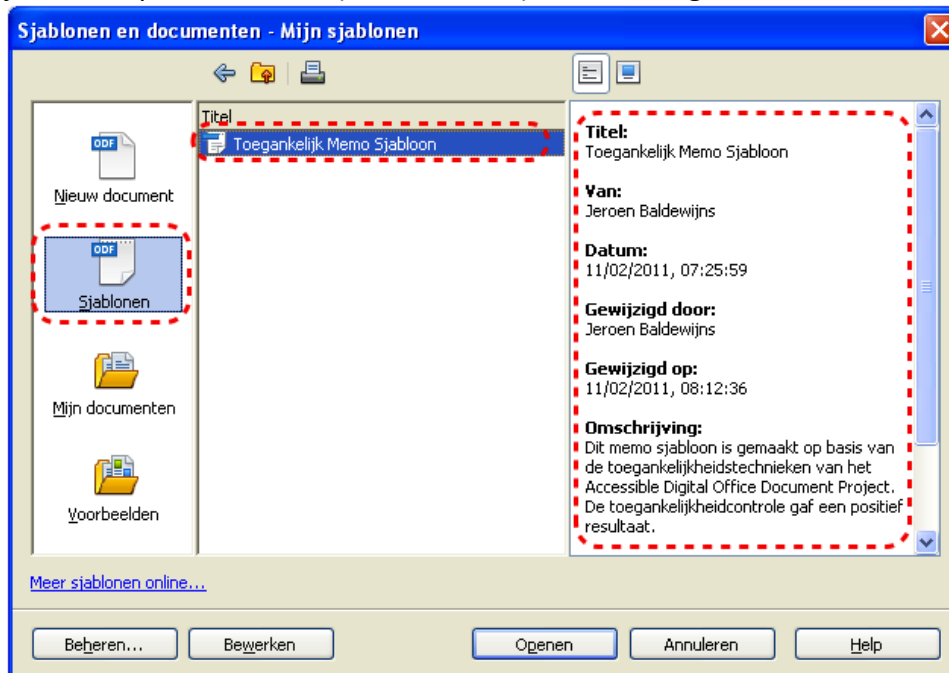 Sjablonen en documenten - Mijn sjablonen
Titel
Toegankelijk Memo Sjabloon
ODF
Nieuw document
ODF
Sjablonen
Mijn documenten
Voorbeelden
Titel:
Toegankelijk Memo Sjabloon
Van:
Jeroen Baldewijns
Datum:
11/02/2011, 07:25:59
Gewijzigd door:
Jeroen Baldewijns
Gewijzigd op:
11/02/2011, 08:12:36
Omschrijving:
Dit memo sjabloon is gemaakt op basis van
de toegankelijkheidstechnieken van het
Accessible Digital Office Document Project.
De toegankelijkheidcontrole gaf een positief
resultaat.
Meer sjablonen online...
Beheren...
Bewerken
Openen
Annuleren
Help